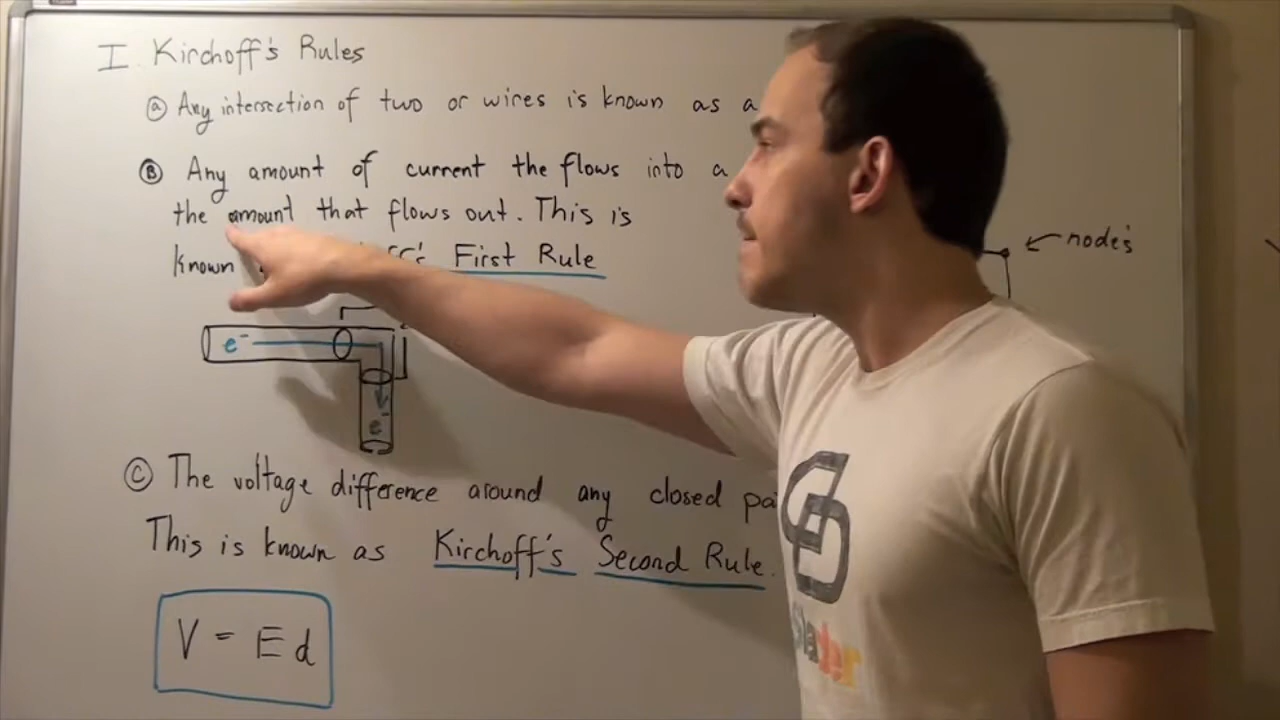 I. Kirchoff's Rules
Ⓐ Any intersection of two or wires is known as a
Ⓑ Any amount of current the flows into a
the amount that flows out. This is
known First Rule
nodes
e⁻
e⁻
Ⓒ The voltage difference around any closed
This is known as Kirchoff's Second Rule.
V = Ed
Slater